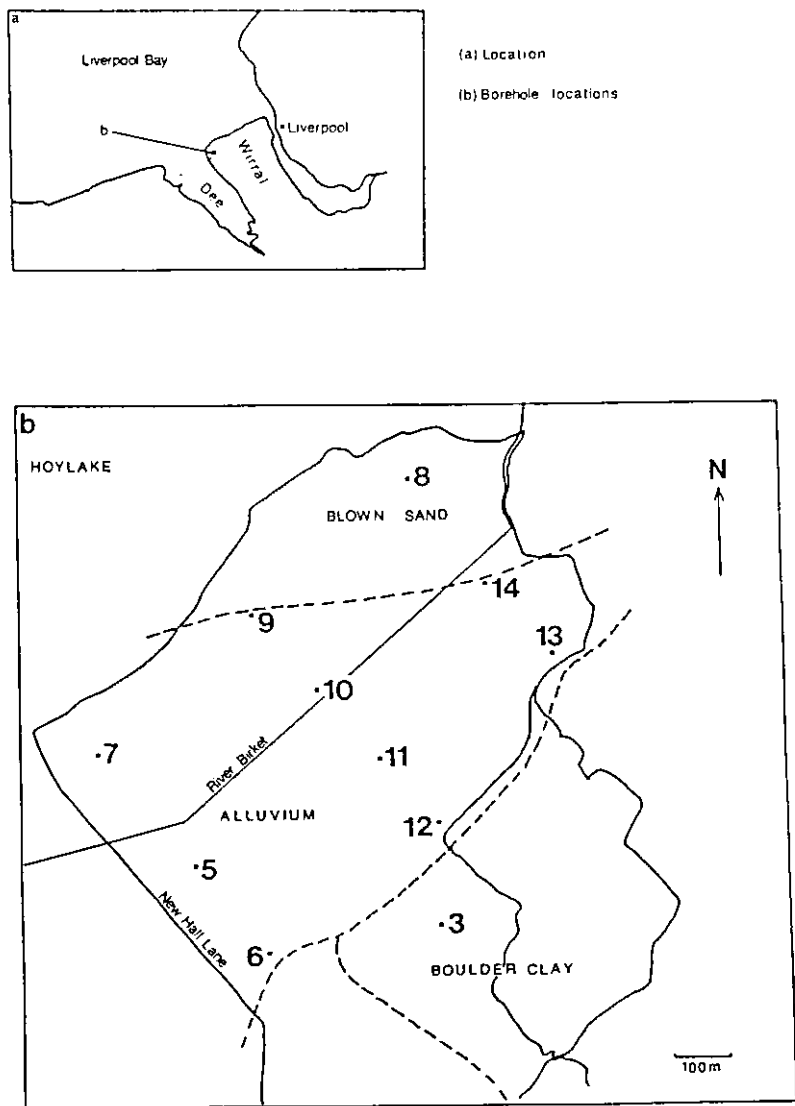 a
Liverpool Bay
(a) Location
(b) Borehole locations
b
Liverpool
Wirral
Dee
b
HOYLAKE
8
BLOWN SAND
N
14
9
13
10
7
River Birket
11
ALLUVIUM
12
5
New Hall Lane
3
6
BOULDER CLAY
100m